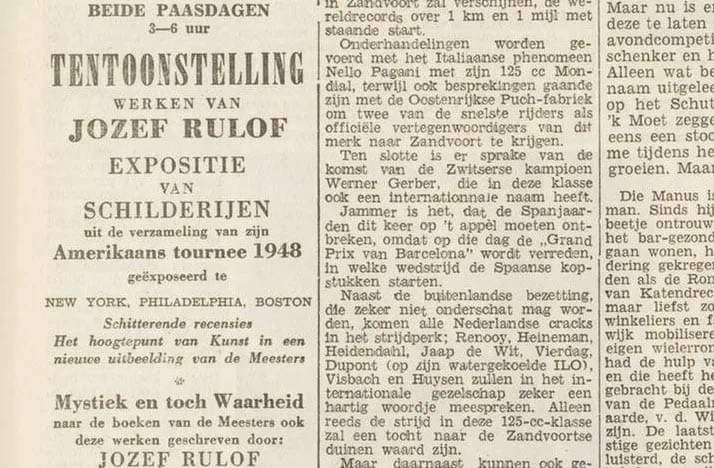 BEIDE PAASDAGEN
3—6 uur
TENTOONSTELLING
WERKEN VAN
JOZEF RULOF
EXPOSITIE
VAN
SCHILDERIJEN
uit de verzameling van zijn
Amerikaans tournee 1948
geëxposeerd te
NEW YORK, PHILADELPHIA, BOSTON
Schitterende recensies
Het hoogtepunt van Kunst in een
nieuwe uitbeelding van de Meesters
Mystiek en toch Waarheid
naar de boeken van de Meesters ook
deze werken geschreven door:
JOZEF RULOF
in Zandvoort zal verschijnen, de we-
reldrecords over 1 km en 1 mijl met
staande start.
Onderhandelingen worden ge-
voerd met het Italiaanse phenomeen
Nello Pagani met zijn 125 cc Mon-
dial, terwijl ook besprekingen gaande
zijn met de Oostenrijkse Puch-fabriek
om twee van de snelste rijders als
officiële vertegenwoordigers van dit
merk naar Zandvoort te krijgen.
Ten slotte is er sprake van de
komst van de Zwitserse kampioen
Werner Gerber, die in deze klasse
ook een internationale naam heeft.
Jammer is het, dat de Spanjaar-
den dit keer op 't appèl moeten ont-
breken, omdat op die dag de „Grand
Prix van Barcelona" wordt verreden,
in welke wedstrijd de Spaanse kop-
stukken starten.
Naast de buitenlandse bezetting,
die zeker niet onderschat mag wor-
den, komen alle Nederlandse cracks
in het strijdperk; Renooy, Heineman,
Heidendahl, Jaap de Wit, Vierdag,
Dupont (op zijn watergekoelde ILO),
Visbach en Huysen zullen in het in-
ternationale gezelschap zeker een
hartig woordje meespreken. Alleen
reeds de strijd in deze 125-cc-klasse
zal een tocht naar de Zandvoortse
duinen waard zijn.
Maar daarnaast kunnen ook ge-
Maar nu is er
deze te laten
avondcompeti
schenker en h
Alleen wat be
naam uitgelee
op het Schut
'k Moet zegge
eens een stoc
me tijdens he
groeien. Maar
Die Manus is
man. Sinds hij
beetje ontrouw
het bar-gezond
gaan wonen, h
dering gekregen
den als de Ron
van Katendrec
maar liefst zo
winkeliers en f
wijk mobiliser
eigen wielerron
had de hulp v
en die heeft he
gebracht bij de
van de Pedaal
aarde, v. d. Wi
zijn. De laatst
stige gezichten
luisterd, de sch